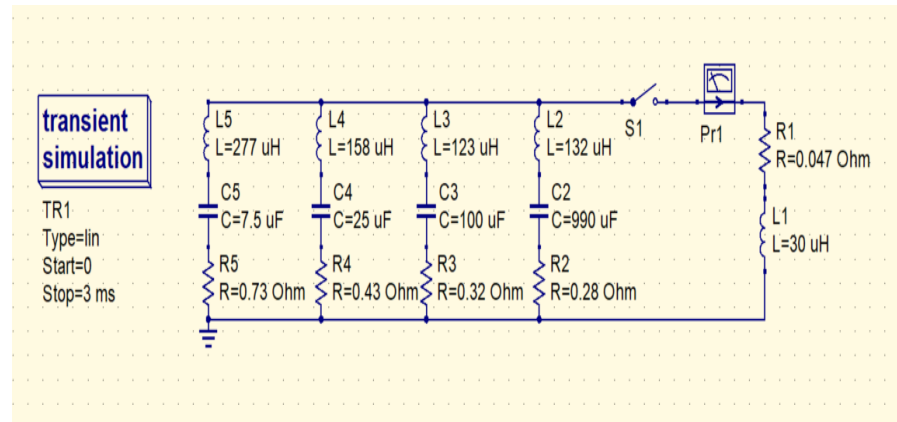 transient
simulation
TR1
Type=lin
Start=0
Stop=3 ms
L5
L=277 uH
C5
C=7.5 uF
R5
R=0.73 Ohm
L4
L=158 uH
C4
C=25 uF
R4
R=0.43 Ohm
L3
L=123 uH
C3
C=100 uF
R3
R=0.32 Ohm
L2
L=132 uH
C2
C=990 uF
R2
R=0.28 Ohm
S1
Pr1
R1
R=0.047 Ohm
L1
L=30 uH